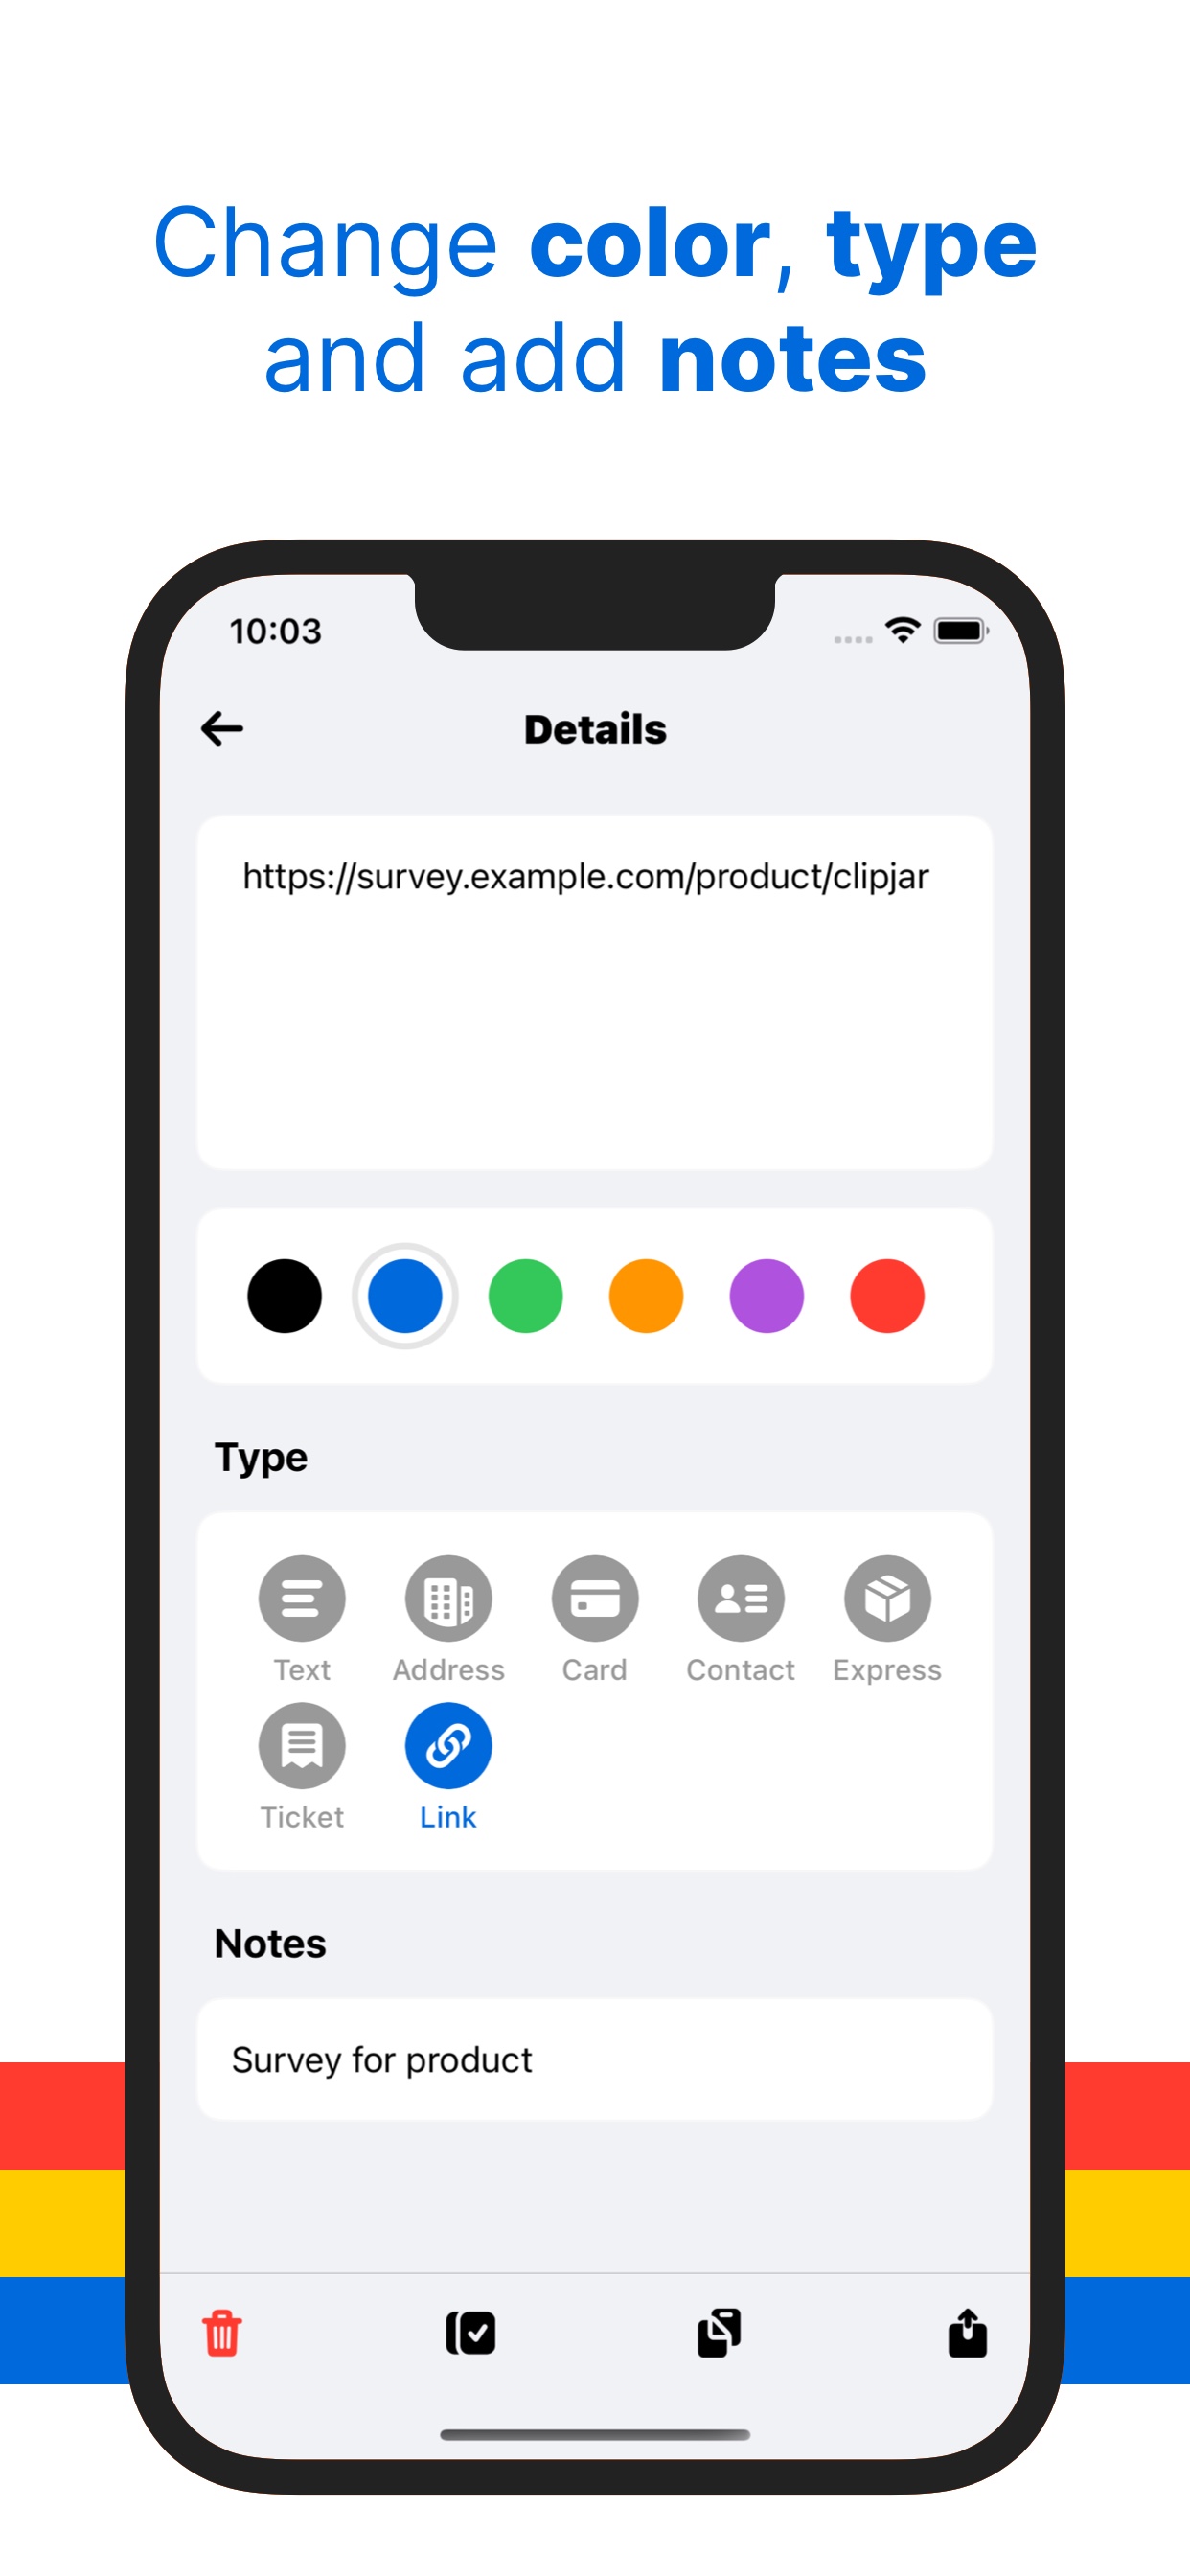 Change color, type
and add notes
10:03
Details
https://survey.example.com/product/clipjar
Type
Text Address Card Contact Express
Ticket Link
Notes
Survey for product